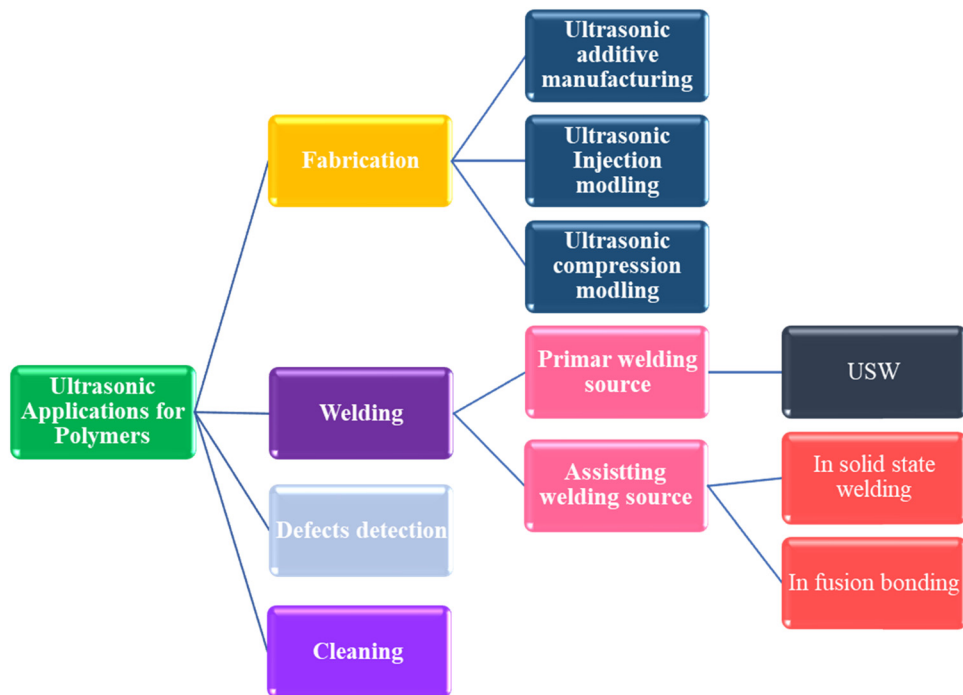 Ultrasonic
additive
manufacturing
Fabrication
Ultrasonic
Injection
modling
Ultrasonic
compression
modling
Ultrasonic
Applications for
Polymers
Welding
Primar welding
source
USW
Assistting
welding source
In solid state
welding
In fusion bonding
Defects detection
Cleaning